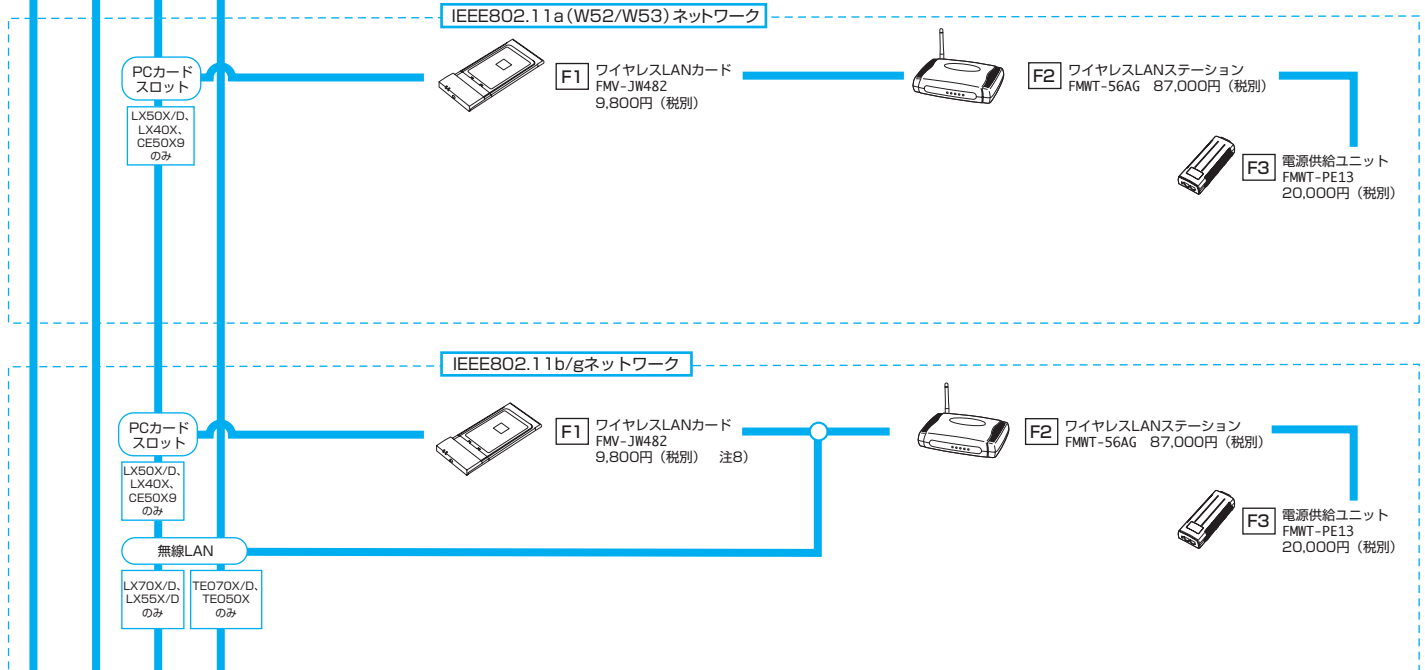 IEEE802.11a(W52/W53)ネットワーク
PCカード
スロット
LX50X/D、
LX40X、
CE50X9
のみ
F1
ワイヤレスLANカード
FMV-JW482
9,800円（税別）
F2
ワイヤレスLANステーション
FMWT-56AG 87,000円（税別）
F3
電源供給ユニット
FMWT-PE13
20,000円（税別）
IEEE802.11b/gネットワーク
PCカード
スロット
LX50X/D、
LX40X、
CE50X9
のみ
F1
ワイヤレスLANカード
FMV-JW482
9,800円（税別） 注8）
F2
ワイヤレスLANステーション
FMWT-56AG 87,000円（税別）
F3
電源供給ユニット
FMWT-PE13
20,000円（税別）
無線LAN
LX70X/D、
LX55X/D
のみ
TEO70X/D、
TEO50X
のみ